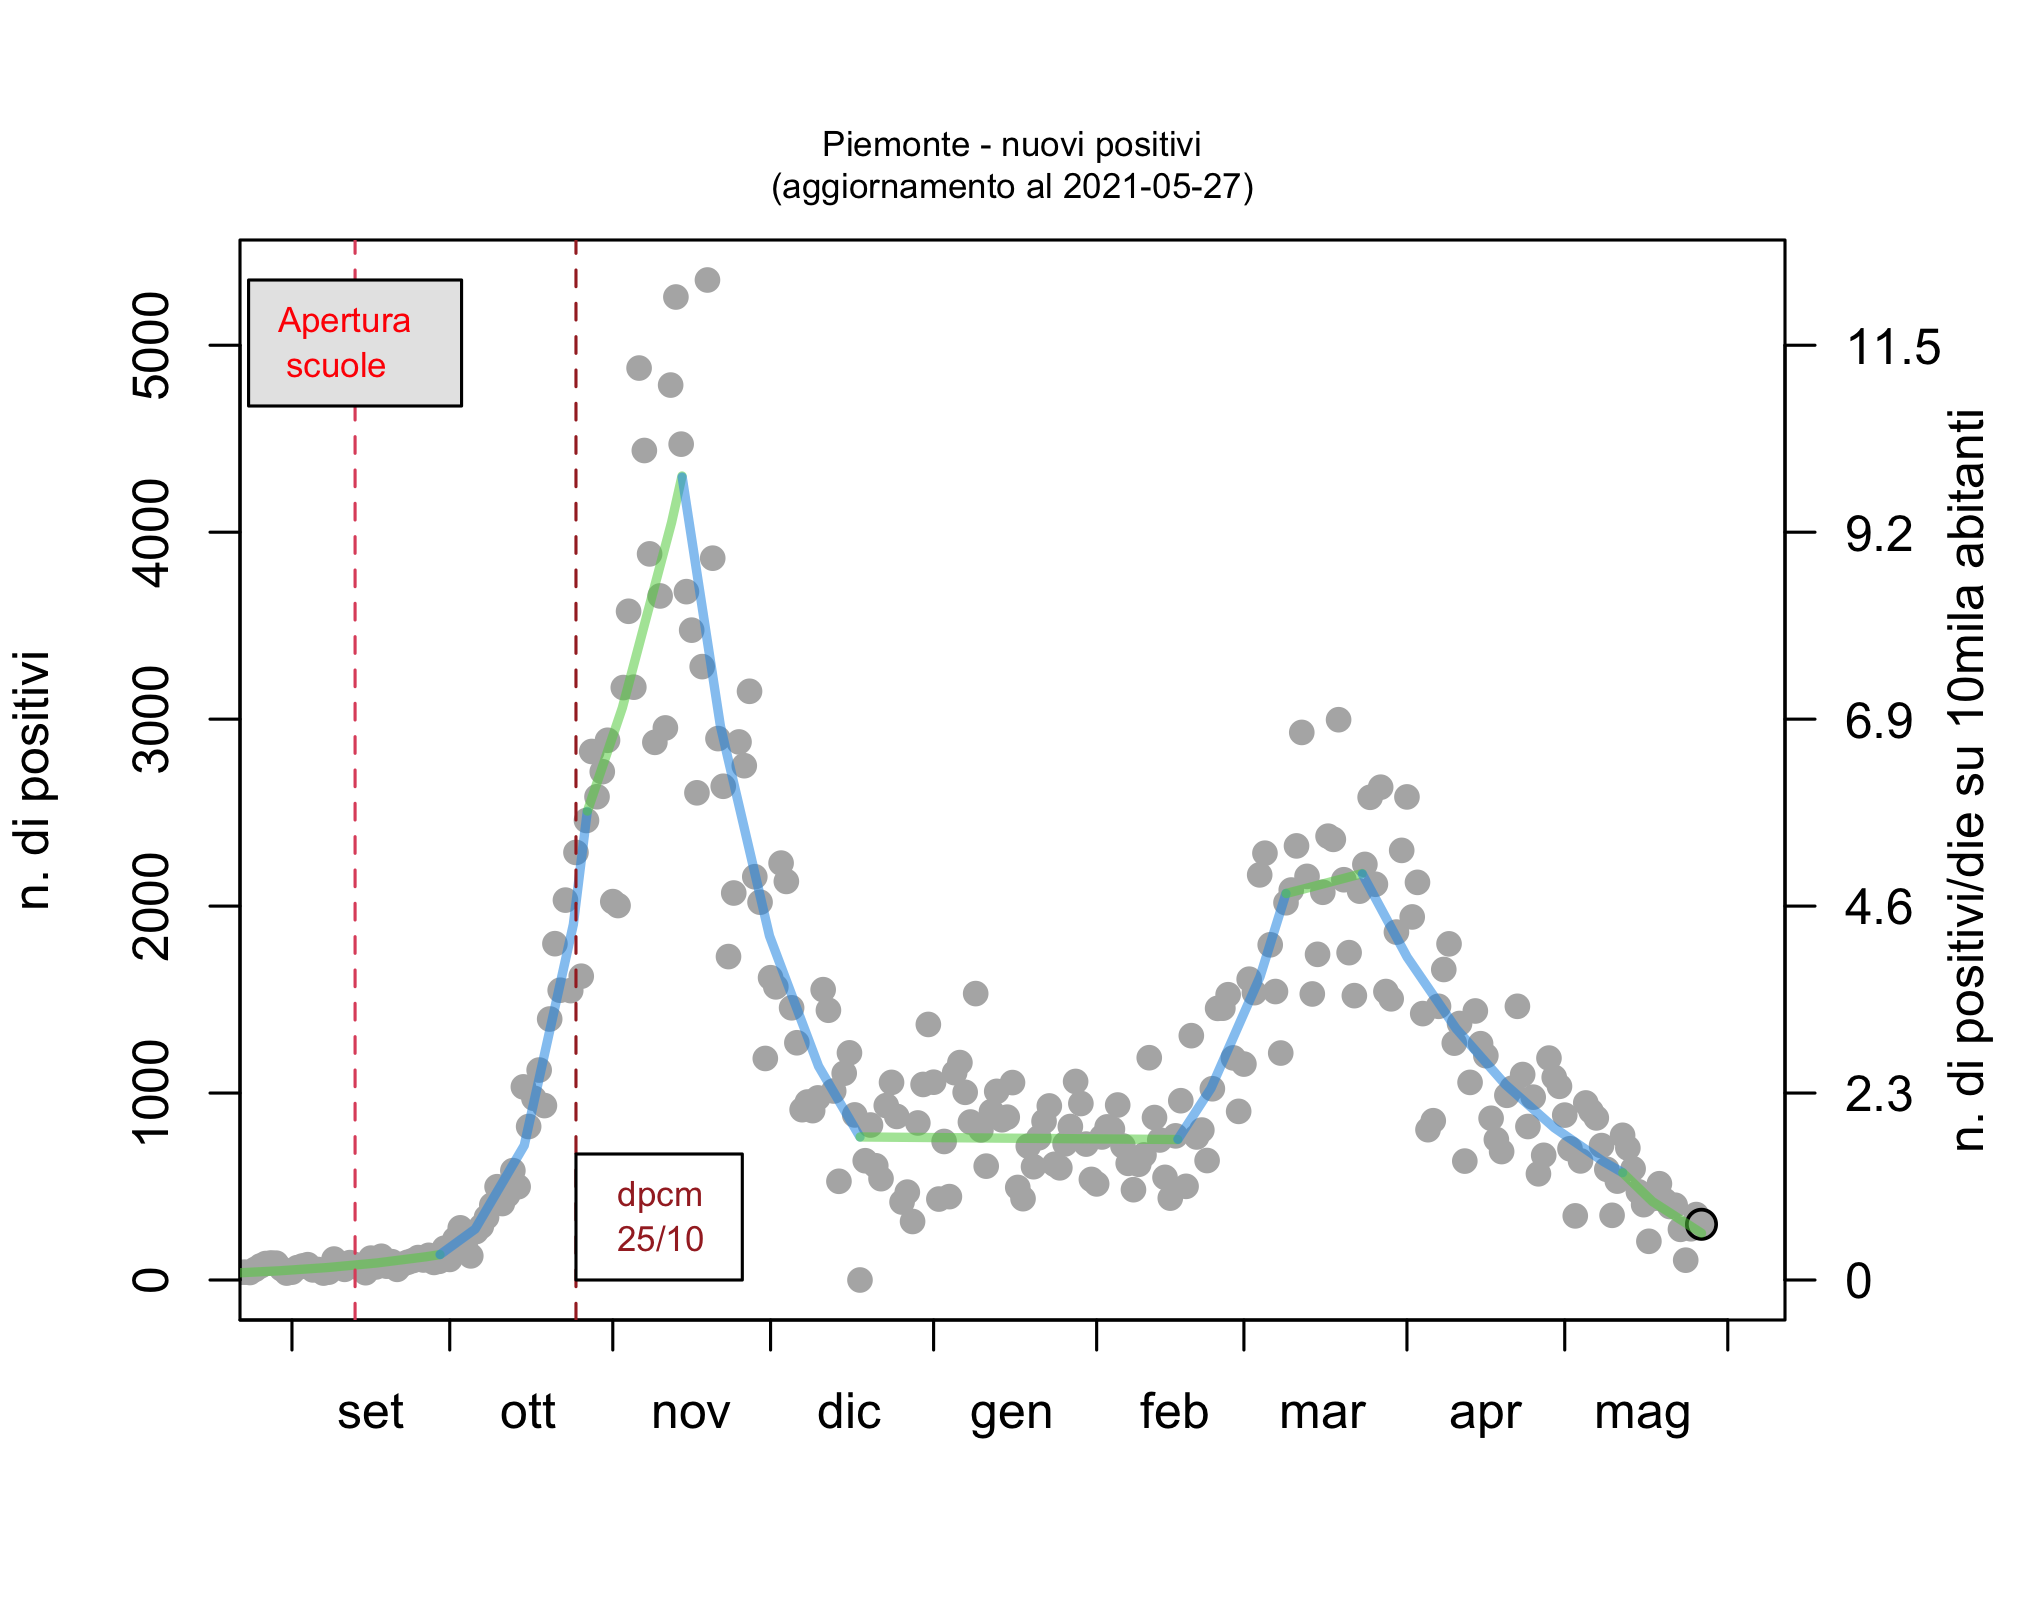 Piemonte - nuovi positivi
(aggiornamento al 2021-05-27)
Apertura
scuole
dpcm
25/10
n. di positivi
5000
4000
3000
2000
1000
0
11.5
9.2
6.9
4.6
2.3
0
n. di positivi/die su 10mila abitanti
set ott nov dic gen feb mar apr mag